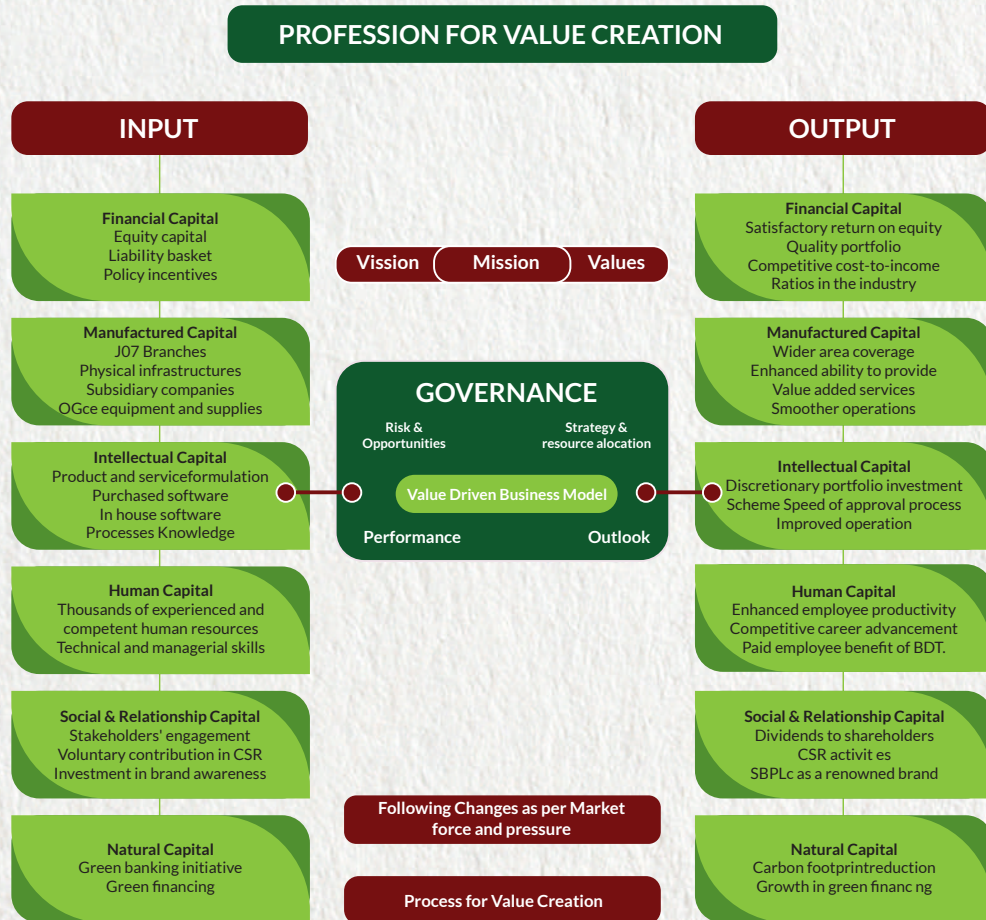 PROFESSION FOR VALUE CREATION
INPUT
Financial Capital
Equity capital
Liability basket
Policy incentives
Manufactured Capital
J07 Branches
Physical infrastructures
Subsidiary companies
OGce equipment and supplies
Intellectual Capital
Product and serviceformulation
Purchased software
In house software
Processes Knowledge
Human Capital
Thousands of experienced and
competent human resources
Technical and managerial skills
Social & Relationship Capital
Stakeholders' engagement
Voluntary contribution in CSR
Investment in brand awareness
Natural Capital
Green banking initiative
Green financing
Vission Mission Values
GOVERNANCE
Risk &
Opportunities
Strategy &
resource alocation
Value Driven Business Model
Performance Outlook
Following Changes as per Market
force and pressure
Process for Value Creation
OUTPUT
Financial Capital
Satisfactory return on equity
Quality portfolio
Competitive cost-to-income
Ratios in the industry
Manufactured Capital
Wider area coverage
Enhanced ability to provide
Value added services
Smoother operations
Intellectual Capital
Discretionary portfolio investment
Scheme Speed of approval process
Improved operation
Human Capital
Enhanced employee productivity
Competitive career advancement
Paid employee benefit of BDT.
Social & Relationship Capital
Dividends to shareholders
CSR activit es
SBPLc as a renowned brand
Natural Capital
Carbon footprintreduction
Growth in green financ ng